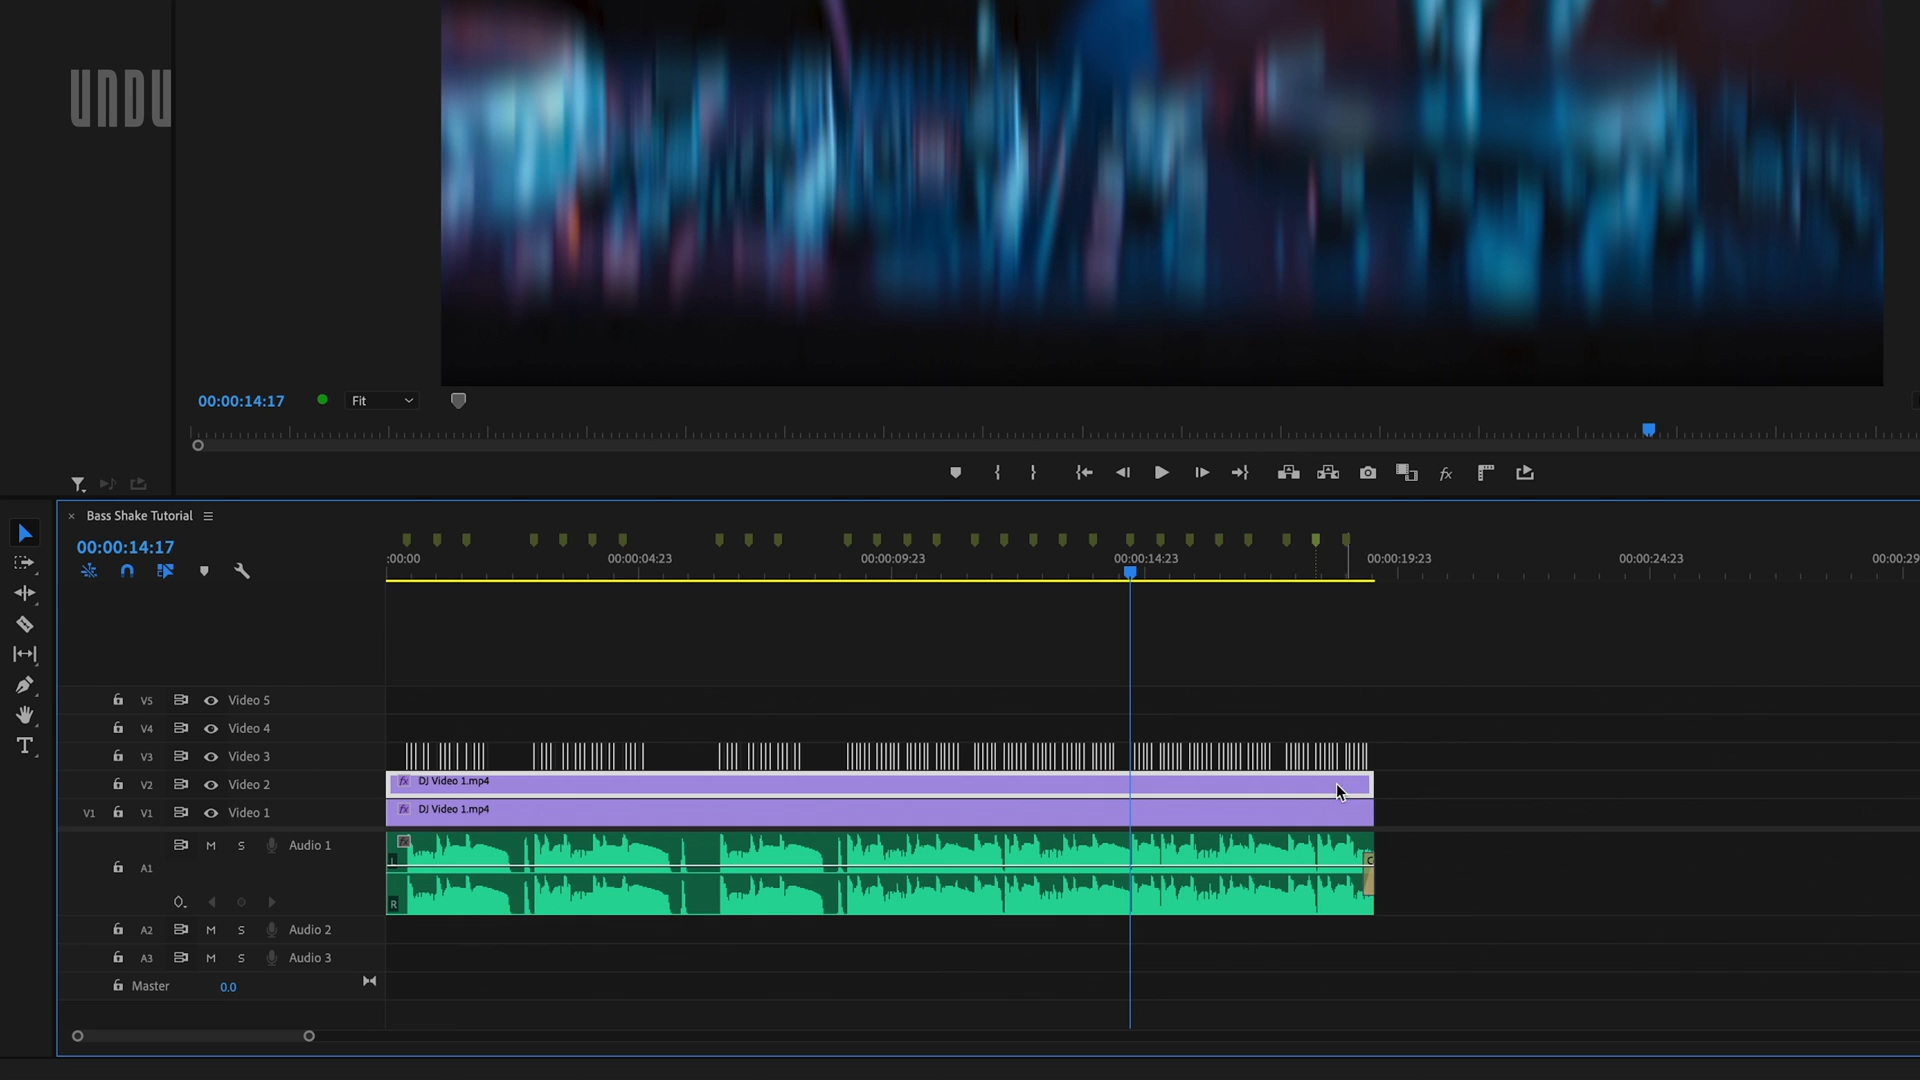 UNDU
00:00:14:17
Fit
Bass Shake Tutorial
00:00:14:17
:00:00
00:00:04:23
00:00:09:23
00:00:14:23
00:00:19:23
00:00:24:23
00:00:29
V5 Video 5
V4 Video 4
V3 Video 3
V2 Video 2
fx DJ Video 1.mp4
V1 V1 Video 1
fx DJ Video 1.mp4
M S Audio 1
A1
L
R
A2 M S Audio 2
A3 M S Audio 3
Master 0.0